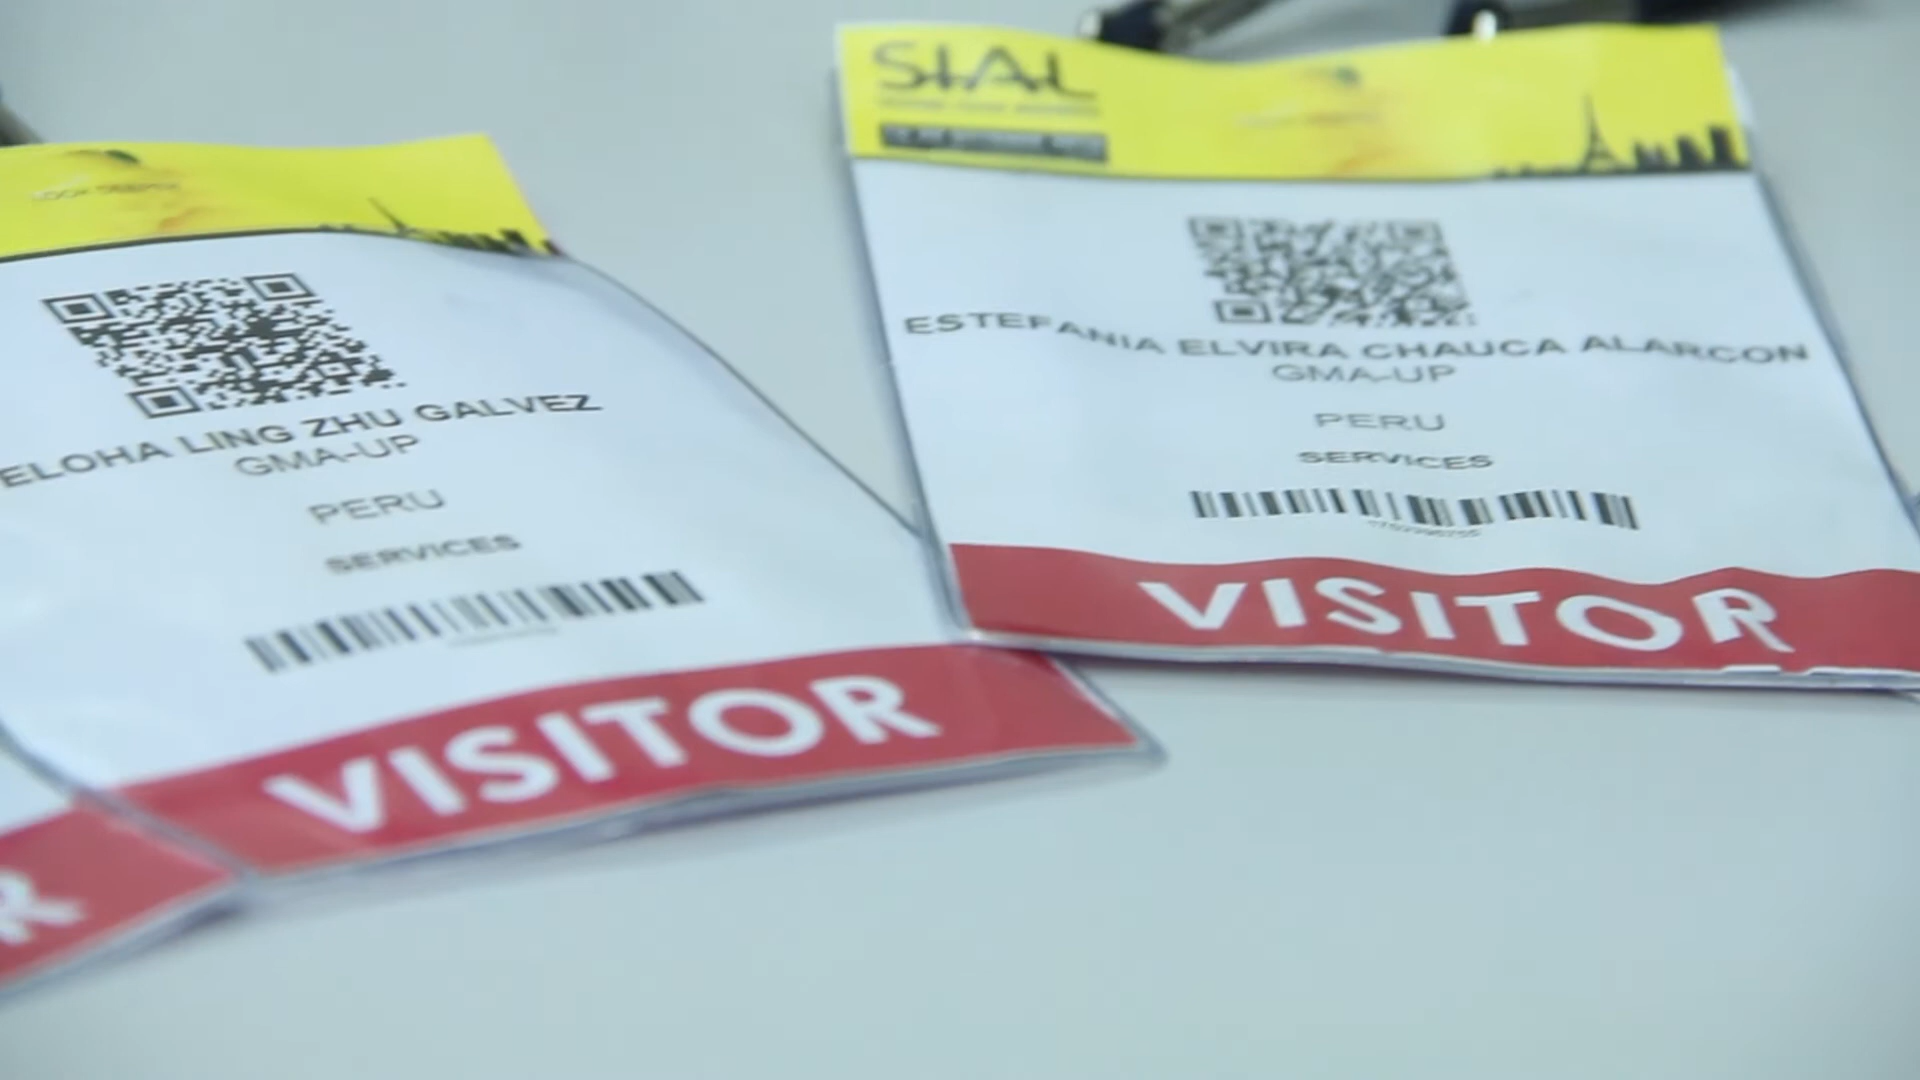 ELOHA LING ZHU GALVEZ
GMA-UP
PERU
SERVICES
VISITOR
SIAL
ESTEFANIA ELVIRA CHAUCA ALARCON
GMA-UP
PERU
SERVICES
VISITOR
R